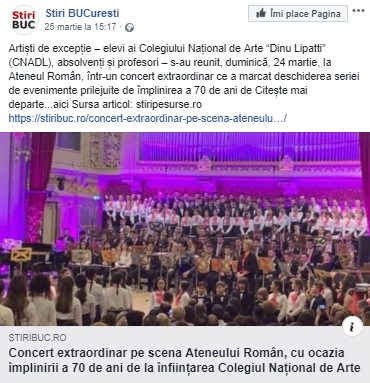 Stiri
BUC
Stiri BUCuresti
25 martie la 15:17 ·
Îmi place Pagina
Artiști de excepție – elevi ai Colegiului Național de Arte “Dinu Lipatti”
(CNADL), absolvenți și profesori – s-au reunit, duminică, 24 martie, la
Ateneul Român, într-un concert extraordinar ce a marcat deschiderea seriei
de evenimente prilejuite de împlinirea a 70 de ani de Citește mai
departe...aici Sursa articol: stiripesurse.ro
https://stiribuc.ro/concert-extraordinar-pe-scena-ateneulu…/
STIRIBUC.RO
i
Concert extraordinar pe scena Ateneului Român, cu ocazia
împlinirii a 70 de ani de la înființarea Colegiul Național de Arte